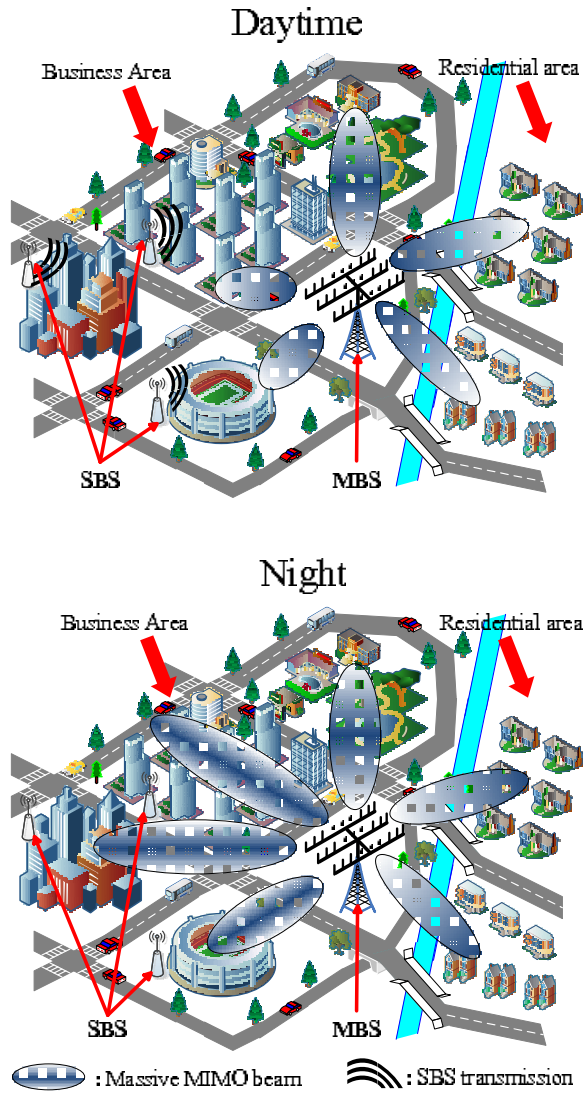 Daytime
Business Area
Residential area
SBS
MBS
Night
Business Area
Residential area
SBS
MBS
: Massive MIMO beam
: SBS transmission